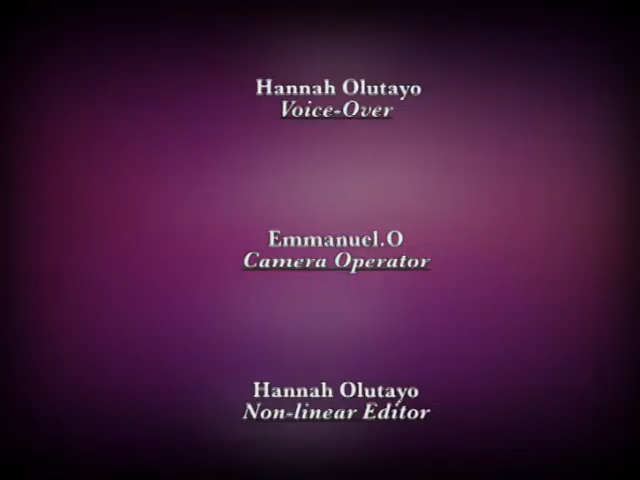 Hannah Olutayo
Voice-Over
Emmanuel.O
Camera Operator
Hannah Olutayo
Non-linear Editor